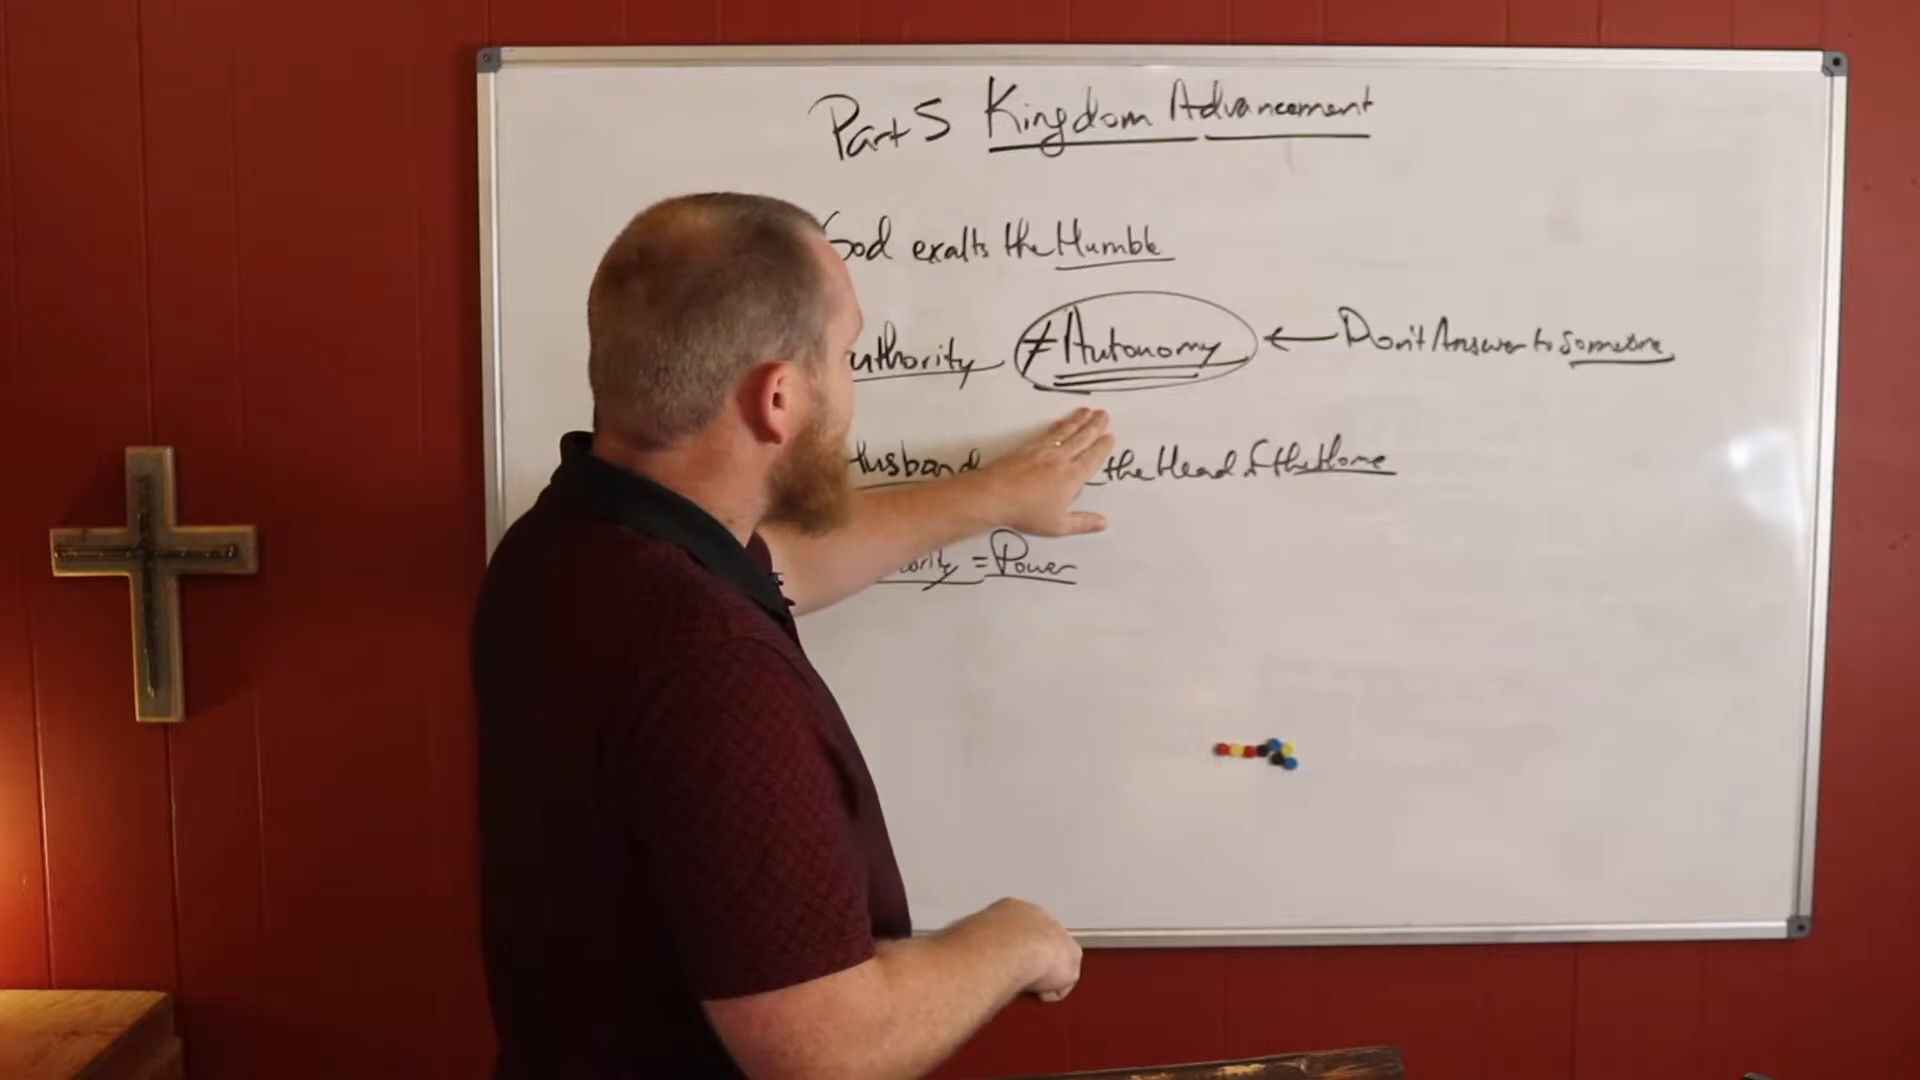 Part 5 Kingdom Advancement
God exalts the Humble
uthority ≠ Autonomy ← Don't Answer to Someone
Husband the Head of the Home
ority = Power